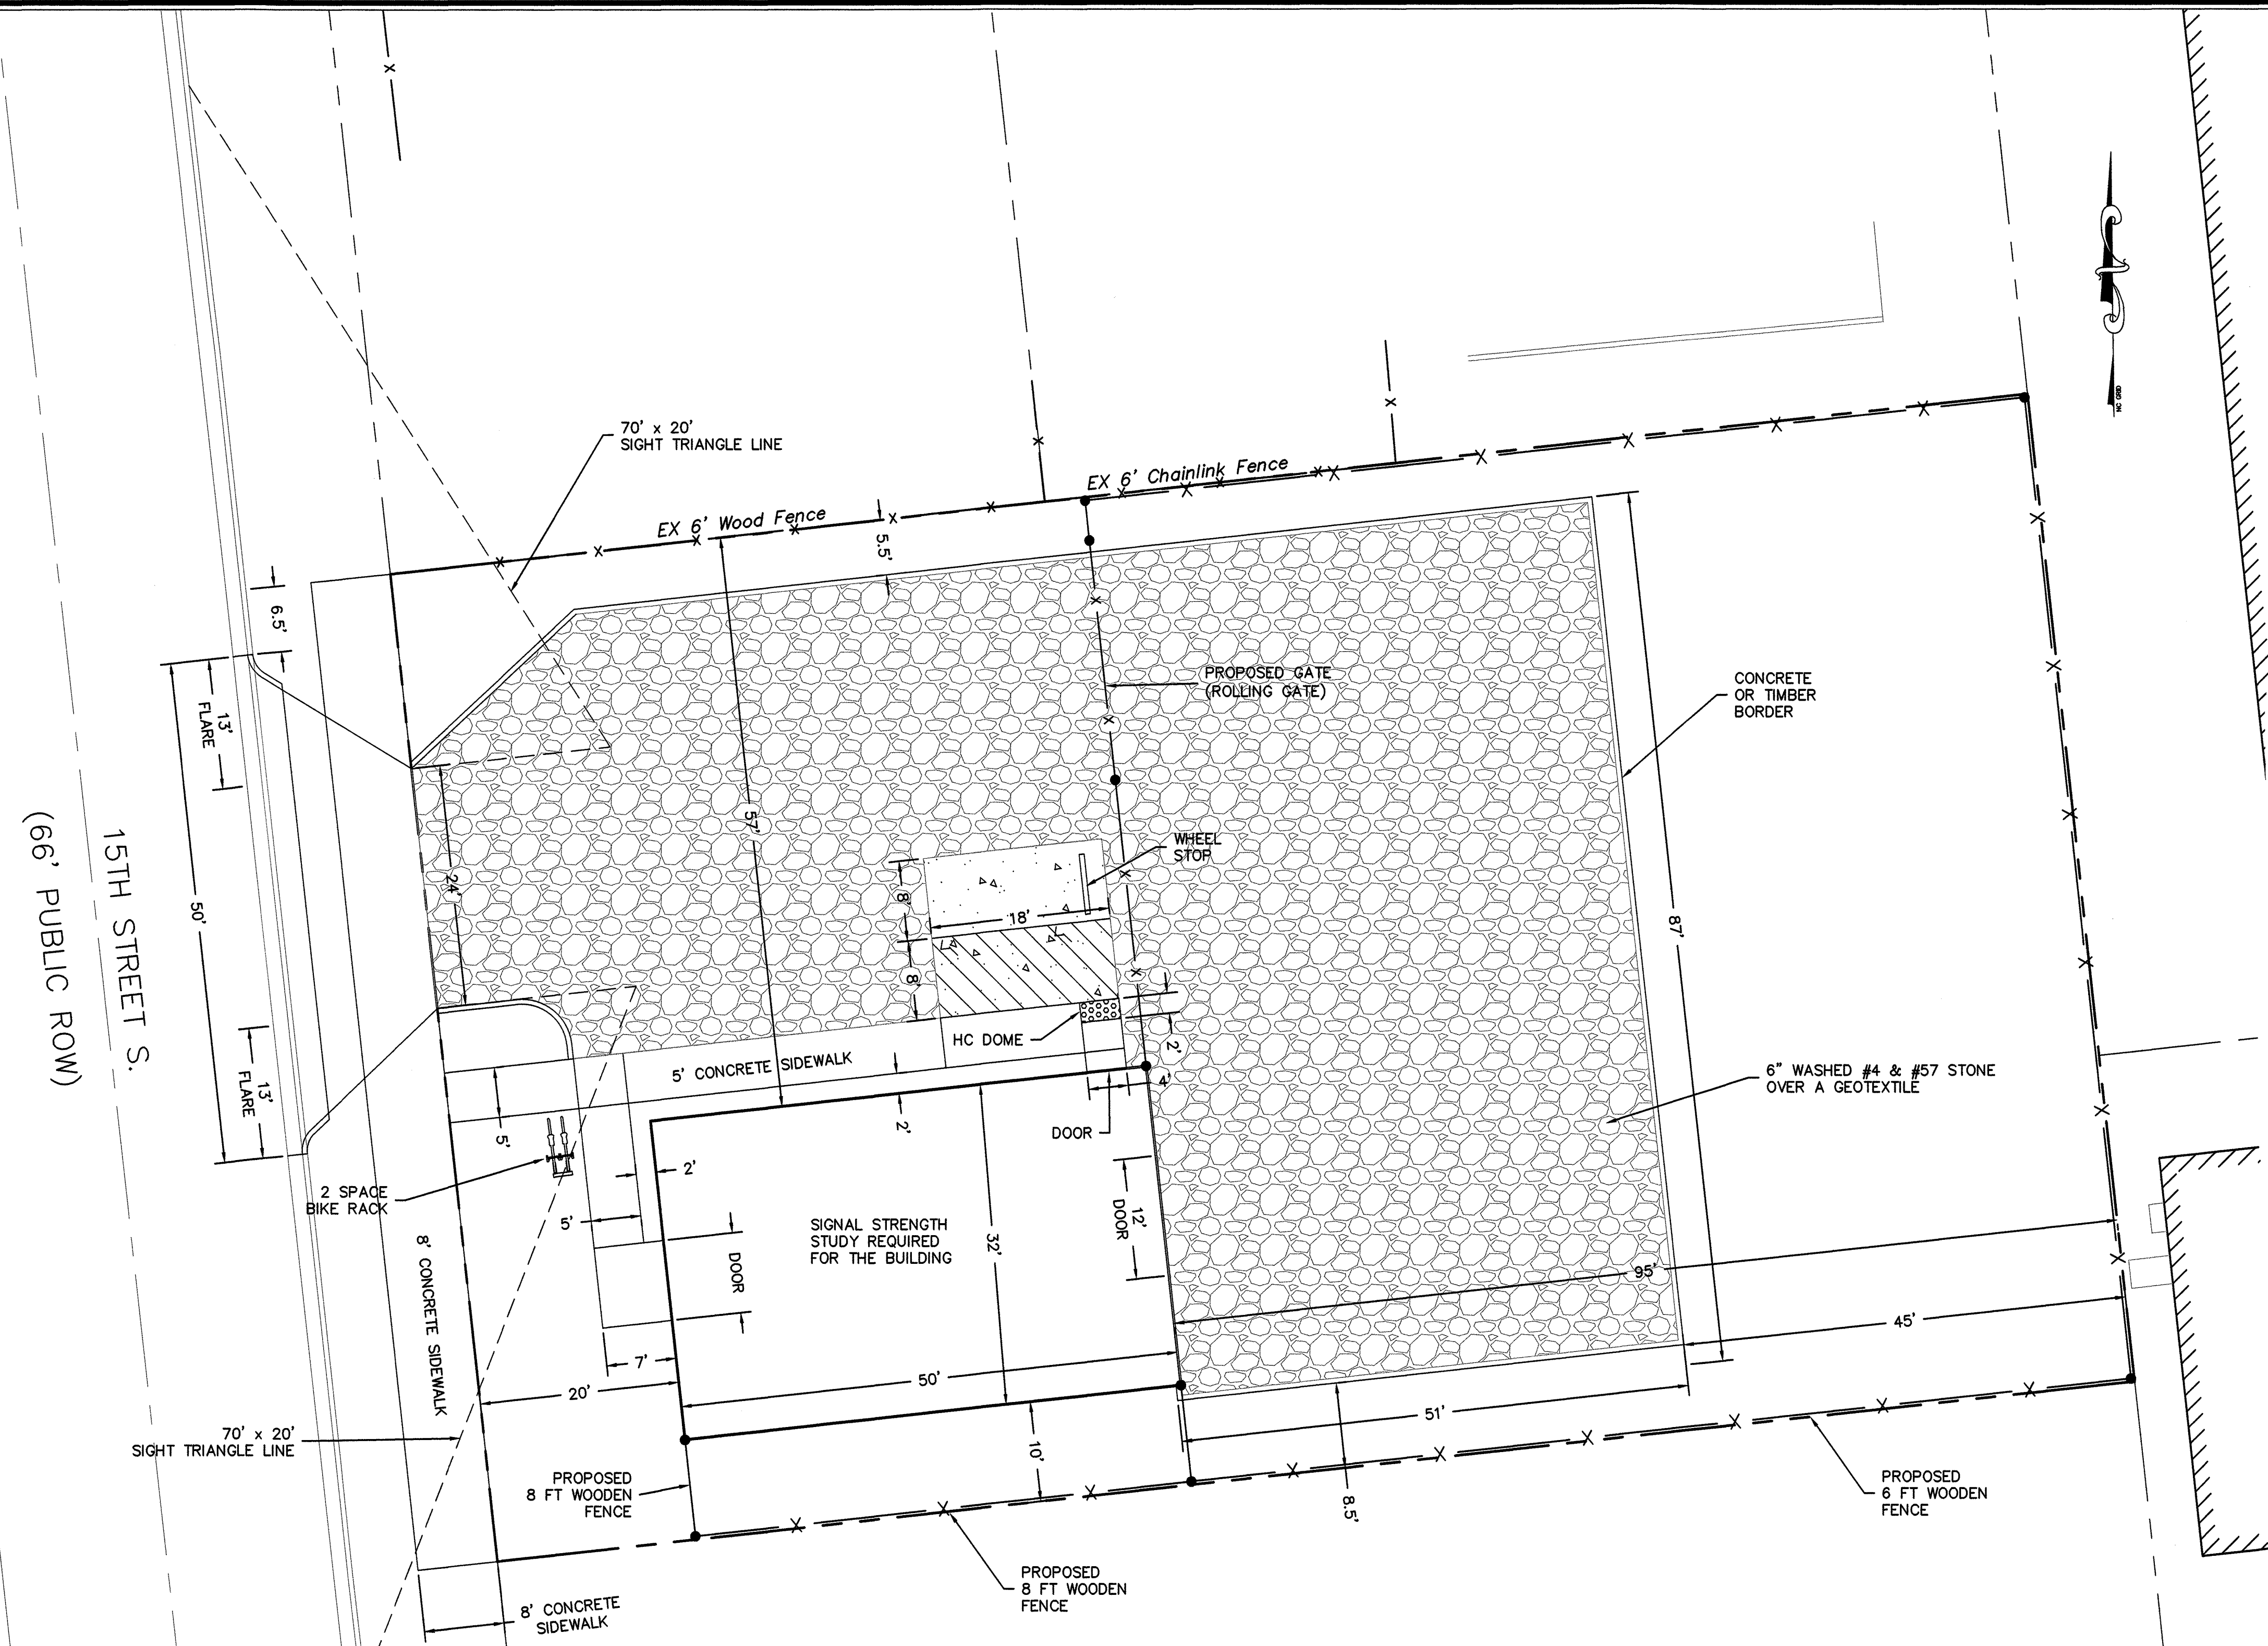 NC GRID
70' x 20'
SIGHT TRIANGLE LINE
EX 6' Wood Fence
EX 6' Chainlink Fence
5.5'
6.5'
13'
FLARE
50'
13'
FLARE
15TH STREET S.
(66' PUBLIC ROW)
24'
57'
PROPOSED GATE
(ROLLING GATE)
CONCRETE
OR TIMBER
BORDER
WHEEL
STOP
8'
18'
8'
87'
HC DOME
2'
4'
5' CONCRETE SIDEWALK
2'
DOOR
6" WASHED #4 & #57 STONE
OVER A GEOTEXTILE
5'
2 SPACE
BIKE RACK
2'
5'
DOOR
SIGNAL STRENGTH
STUDY REQUIRED
FOR THE BUILDING
32'
12'
DOOR
95'
45'
8' CONCRETE SIDEWALK
7'
20'
50'
51'
10'
8.5'
70' x 20'
SIGHT TRIANGLE LINE
PROPOSED
8 FT WOODEN
FENCE
PROPOSED
6 FT WOODEN
FENCE
PROPOSED
8 FT WOODEN
FENCE
8' CONCRETE
SIDEWALK